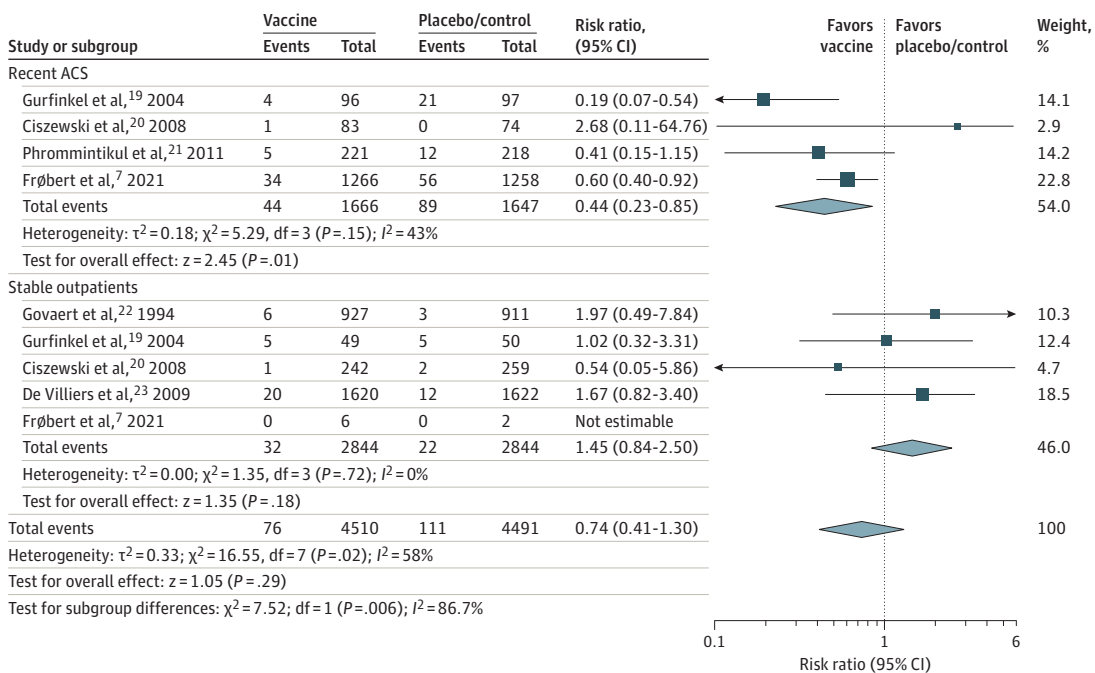 Vaccine Placebo/control Risk ratio, Favors Favors Weight,
Study or subgroup Events Total Events Total (95% CI) vaccine placebo/control %
Recent ACS
Gurfinkel et al,19 2004 4 96 21 97 0.19 (0.07-0.54) 14.1
Ciszewski et al,20 2008 1 83 0 74 2.68 (0.11-64.76) 2.9
Phrommintikul et al,21 2011 5 221 12 218 0.41 (0.15-1.15) 14.2
Frøbert et al,7 2021 34 1266 56 1258 0.60 (0.40-0.92) 22.8
Total events 44 1666 89 1647 0.44 (0.23-0.85) 54.0
Heterogeneity: τ2=0.18; χ2=5.29, df=3 (P=.15); I2=43%
Test for overall effect: z=2.45 (P=.01)
Stable outpatients
Govaert et al,22 1994 6 927 3 911 1.97 (0.49-7.84) 10.3
Gurfinkel et al,19 2004 5 49 5 50 1.02 (0.32-3.31) 12.4
Ciszewski et al,20 2008 1 242 2 259 0.54 (0.05-5.86) 4.7
De Villiers et al,23 2009 20 1620 12 1622 1.67 (0.82-3.40) 18.5
Frøbert et al,7 2021 0 6 0 2 Not estimable
Total events 32 2844 22 2844 1.45 (0.84-2.50) 46.0
Heterogeneity: τ2=0.00; χ2=1.35, df=3 (P=.72); I2=0%
Test for overall effect: z=1.35 (P=.18)
Total events 76 4510 111 4491 0.74 (0.41-1.30) 100
Heterogeneity: τ2=0.33; χ2=16.55, df=7 (P=.02); I2=58%
Test for overall effect: z=1.05 (P=.29)
Test for subgroup differences: χ2=7.52; df=1 (P=.006); I2=86.7%
0.1 1 6
Risk ratio (95% CI)